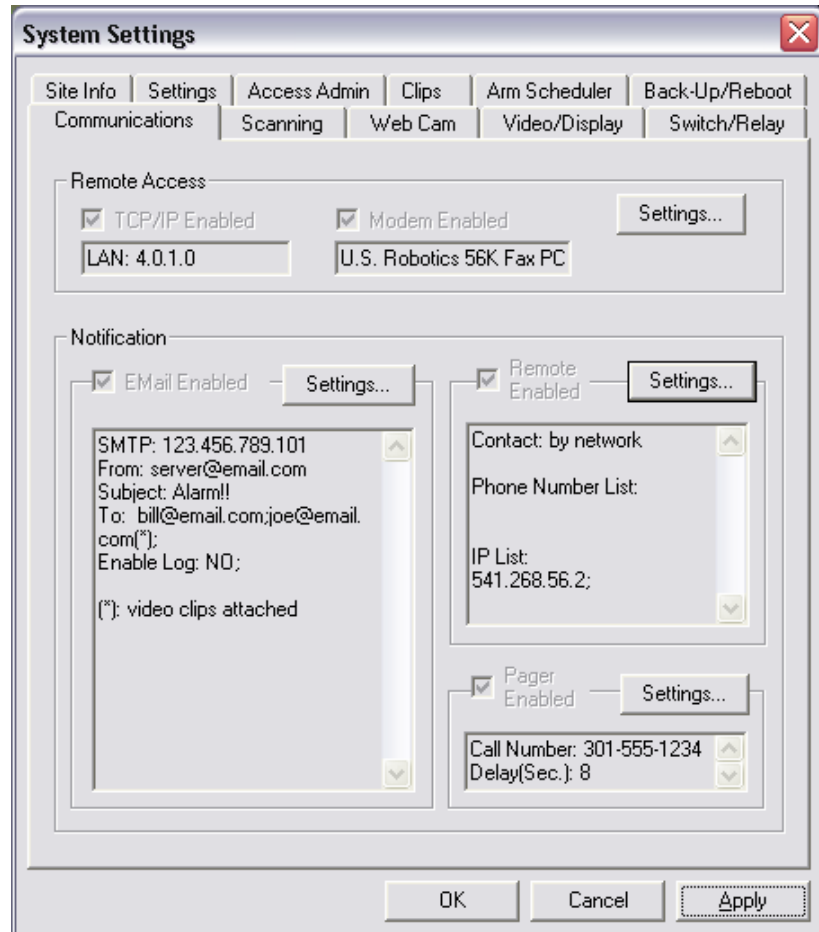 System Settings
Site Info Settings Access Admin Clips Arm Scheduler Back-Up/Reboot
Communications Scanning Web Cam Video/Display Switch/Relay
Remote Access
TCP/IP Enabled Modem Enabled Settings...
LAN: 4.0.1.0 U.S. Robotics 56K Fax PC
Notification
EMail Enabled Settings...
SMTP: 123.456.789.101
From: server@email.com
Subject: Alarm!!
To: bill@email.com;joe@email.
com(*);
Enable Log: NO;
(*): video clips attached
Remote
Enabled
Settings...
Contact: by network
Phone Number List:
IP List:
541.268.56.2;
Pager
Enabled
Settings...
Call Number: 301-555-1234
Delay(Sec.): 8
OK Cancel Apply